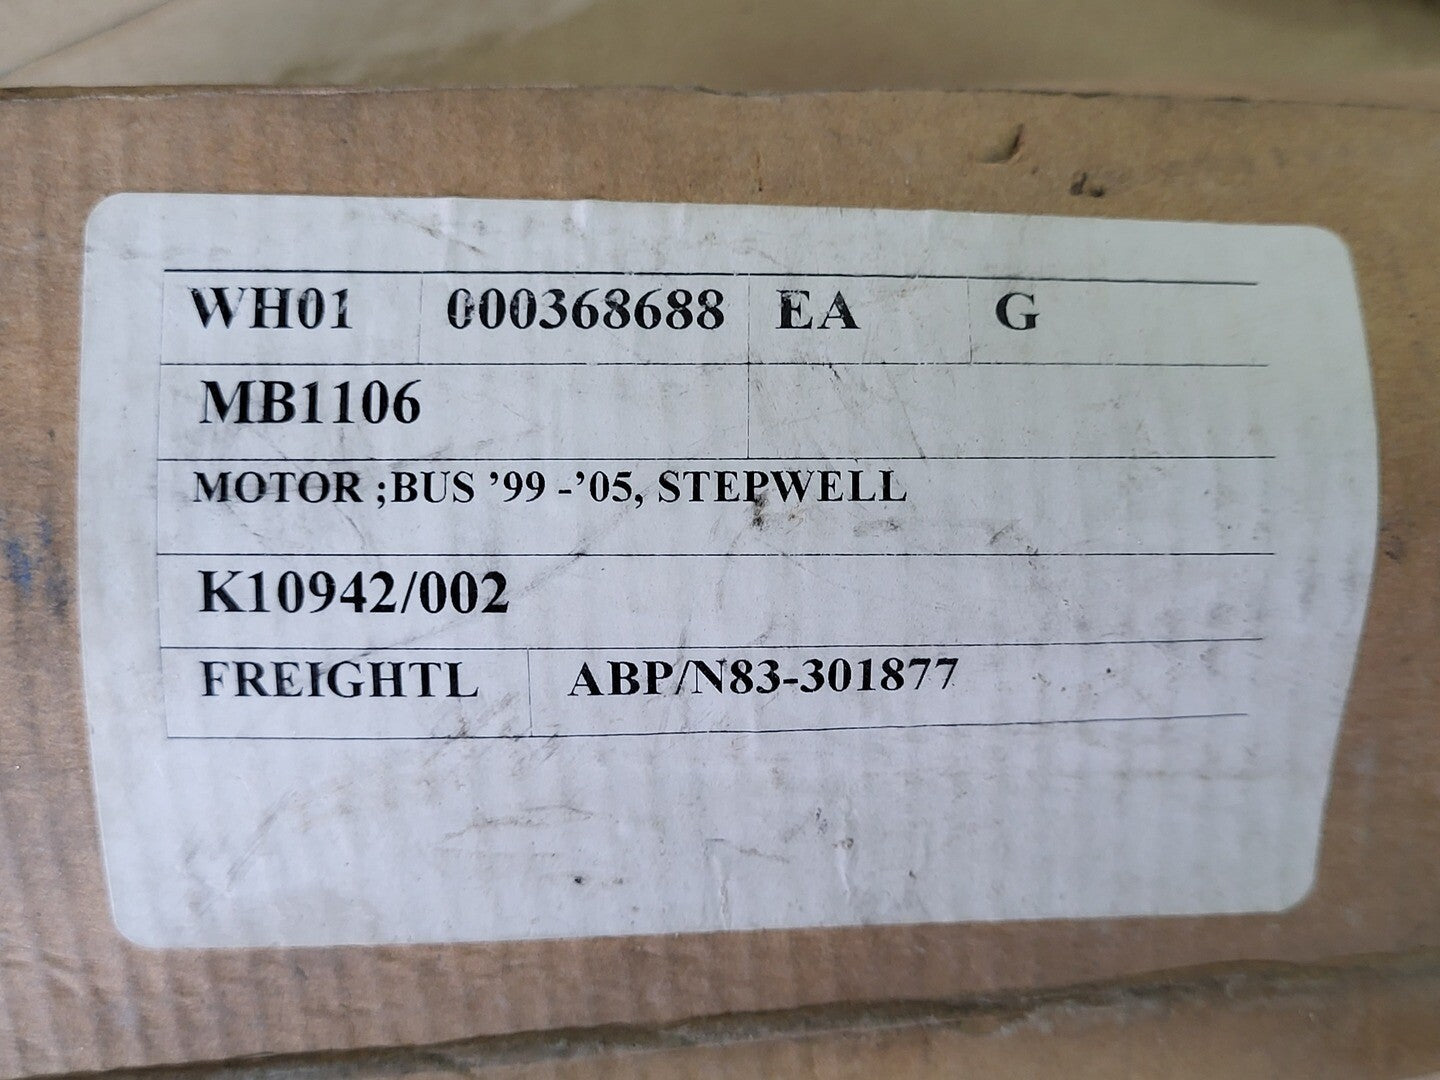 WH01 000368688 EA G
MB1106
MOTOR ;BUS ’99 -’05, STEPWELL
K10942/002
FREIGHTL ABP/N83-301877